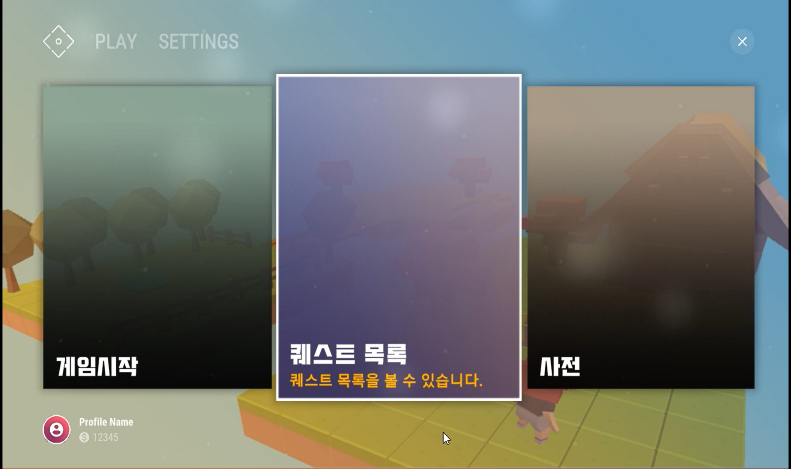 PLAY SETTINGS
게임시작
퀘스트 목록
퀘스트 목록을 볼 수 있습니다.
사전
Profile Name
12345